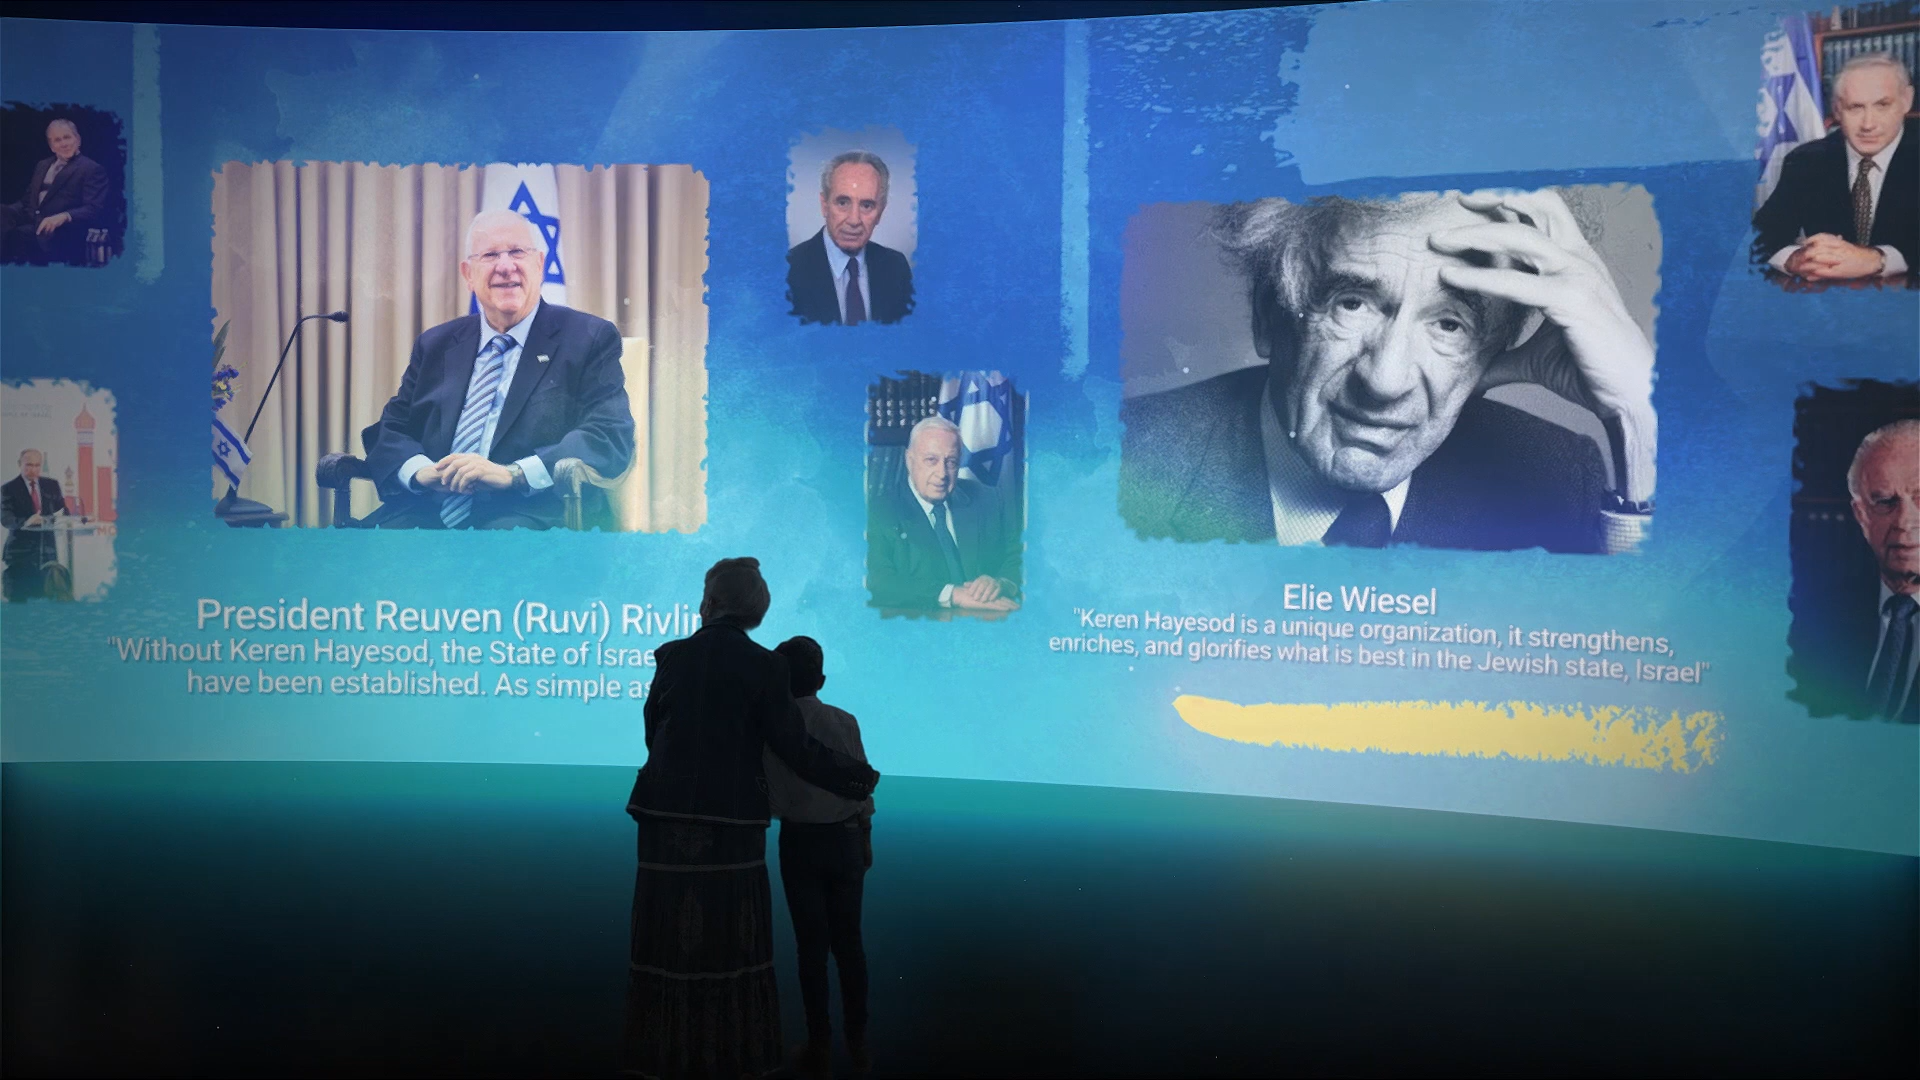 President Reuven (Ruvi) Rivlin
"Without Keren Hayesod, the State of Israe
have been established. As simple as
Elie Wiesel
"Keren Hayesod is a unique organization, it strengthens,
enriches, and glorifies what is best in the Jewish state, Israel"